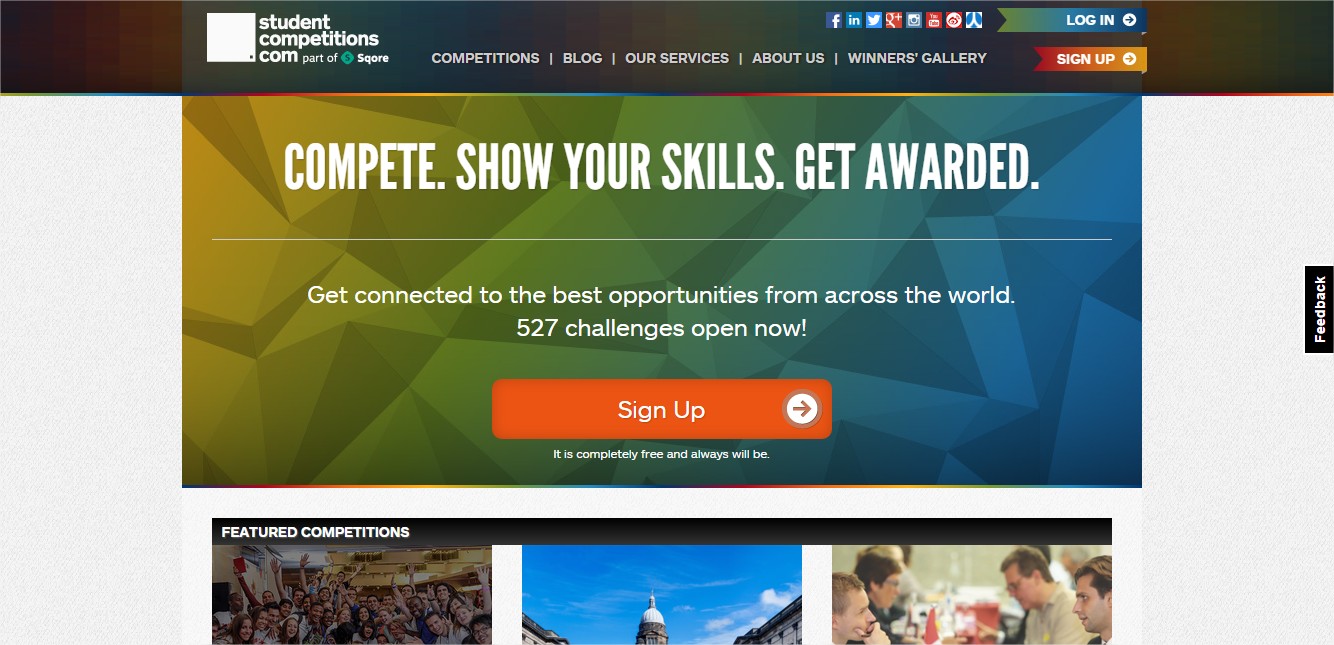 student
competitions
com part of Sqore
LOG IN
COMPETITIONS | BLOG | OUR SERVICES | ABOUT US | WINNERS' GALLERY
SIGN UP
COMPETE. SHOW YOUR SKILLS. GET AWARDED.
Get connected to the best opportunities from across the world.
527 challenges open now!
Sign Up
It is completely free and always will be.
Feedback
FEATURED COMPETITIONS